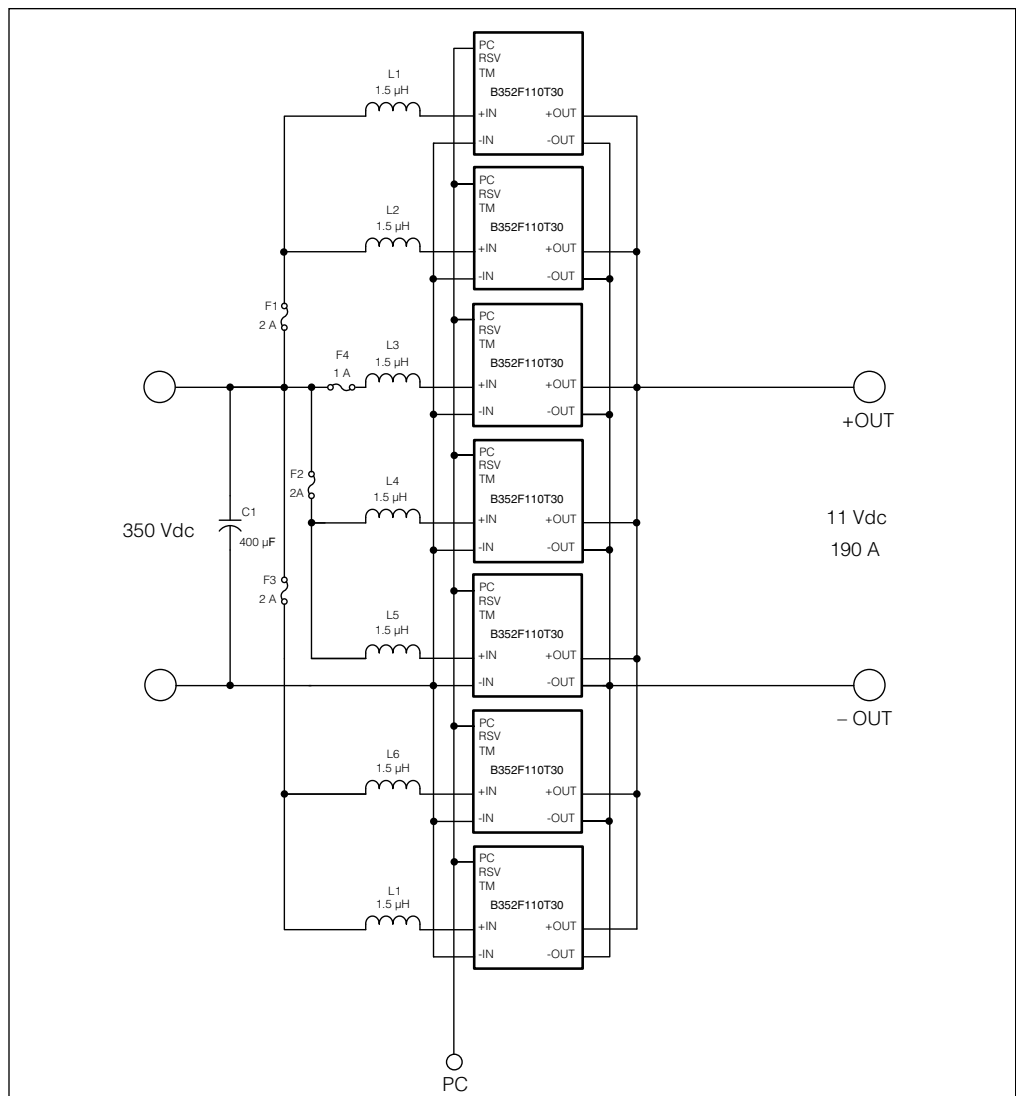 PC
RSV
TM
B352F110T30
+IN +OUT
-IN -OUT
L1
1.5 µH
PC
RSV
TM
B352F110T30
+IN +OUT
-IN -OUT
L2
1.5 µH
F1
2 A
PC
RSV
TM
B352F110T30
+IN +OUT
-IN -OUT
F4
1 A
L3
1.5 µH
+OUT
PC
RSV
TM
B352F110T30
+IN +OUT
-IN -OUT
F2
2A
L4
1.5 µH
350 Vdc
C1
400 µF
11 Vdc
190 A
F3
2 A
PC
RSV
TM
B352F110T30
+IN +OUT
-IN -OUT
L5
1.5 µH
– OUT
PC
RSV
TM
B352F110T30
+IN +OUT
-IN -OUT
L6
1.5 µH
PC
RSV
TM
B352F110T30
+IN +OUT
-IN -OUT
L1
1.5 µH
PC